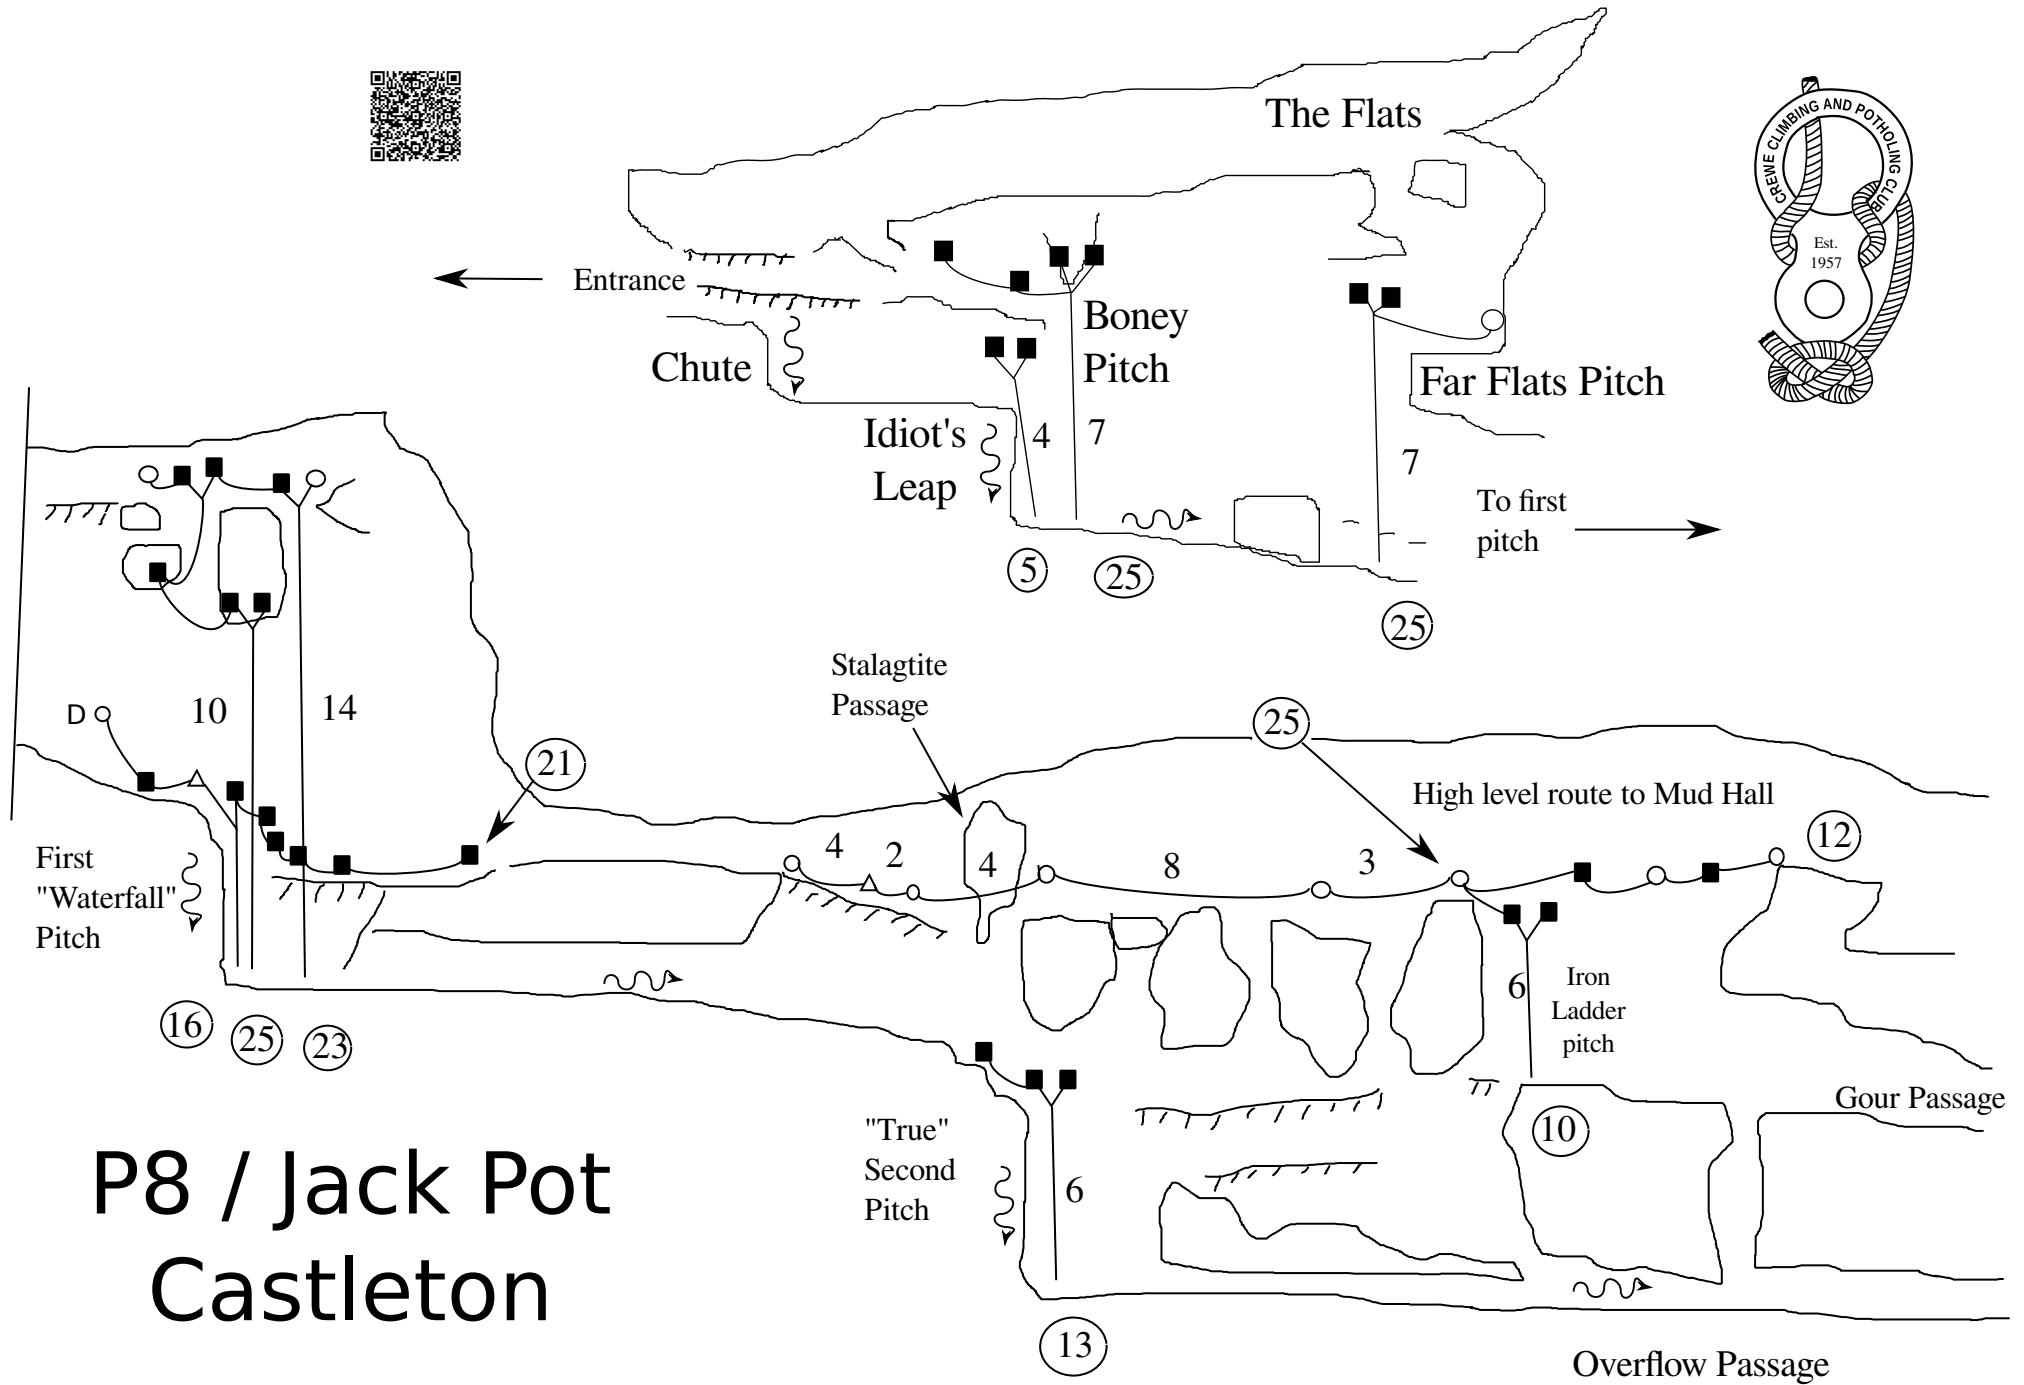 The Flats
CREWE CLIMBING AND POTHOLING CLUB
Est.
1957
Entrance
Boney
Pitch
Chute
Far Flats Pitch
Idiot's
Leap
4
7
7
To first
pitch
5
25
25
Stalagtite
Passage
D
10
14
21
25
High level route to Mud Hall
12
First
"Waterfall"
Pitch
4
2
4
8
3
6
Iron
Ladder
pitch
16
25
23
Gour Passage
10
"True"
Second
Pitch
6
13
P8 / Jack Pot
Castleton
Overflow Passage